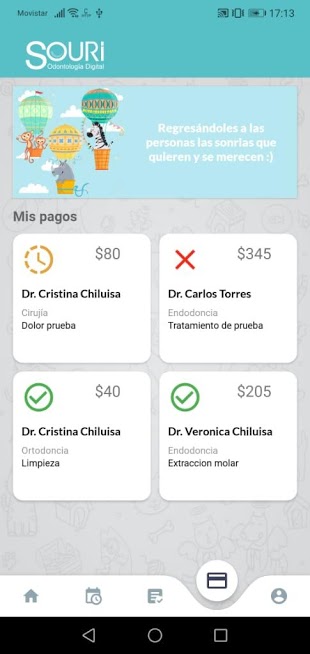 Movistar
17:13
SOURi
Odontología Digital
Regresándoles a las
personas las sonrias que
quieren y se merecen :)
Mis pagos
$80
Dr. Cristina Chiluisa
Cirujía
Dolor prueba
$345
Dr. Carlos Torres
Endodoncia
Tratamiento de prueba
$40
Dr. Cristina Chiluisa
Ortodoncia
Limpieza
$205
Dr. Veronica Chiluisa
Endodoncia
Extraccion molar